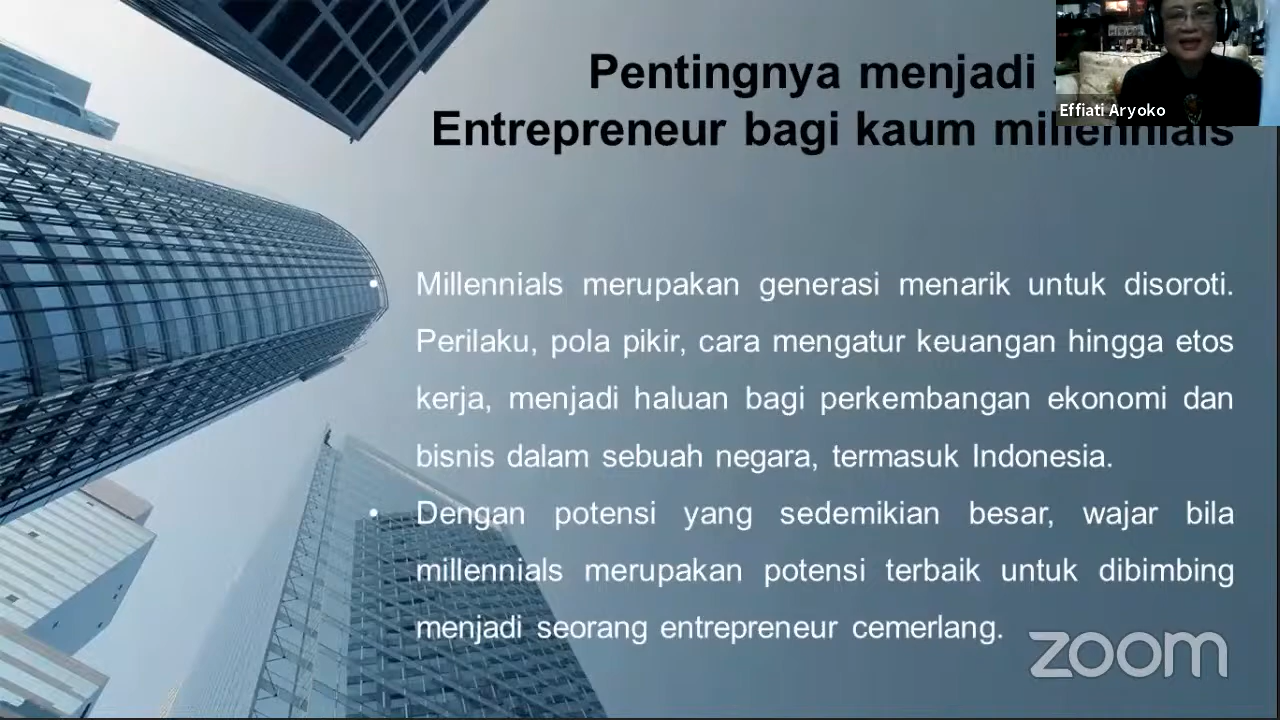 Pentingnya menjadi
Effiati Aryoko
Entrepreneur bagi kaum millennials
• Millennials merupakan generasi menarik untuk disoroti.
Perilaku, pola pikir, cara mengatur keuangan hingga etos
kerja, menjadi haluan bagi perkembangan ekonomi dan
bisnis dalam sebuah negara, termasuk Indonesia.
• Dengan potensi yang sedemikian besar, wajar bila
millennials merupakan potensi terbaik untuk dibimbing
menjadi seorang entrepreneur cemerlang.
zoom